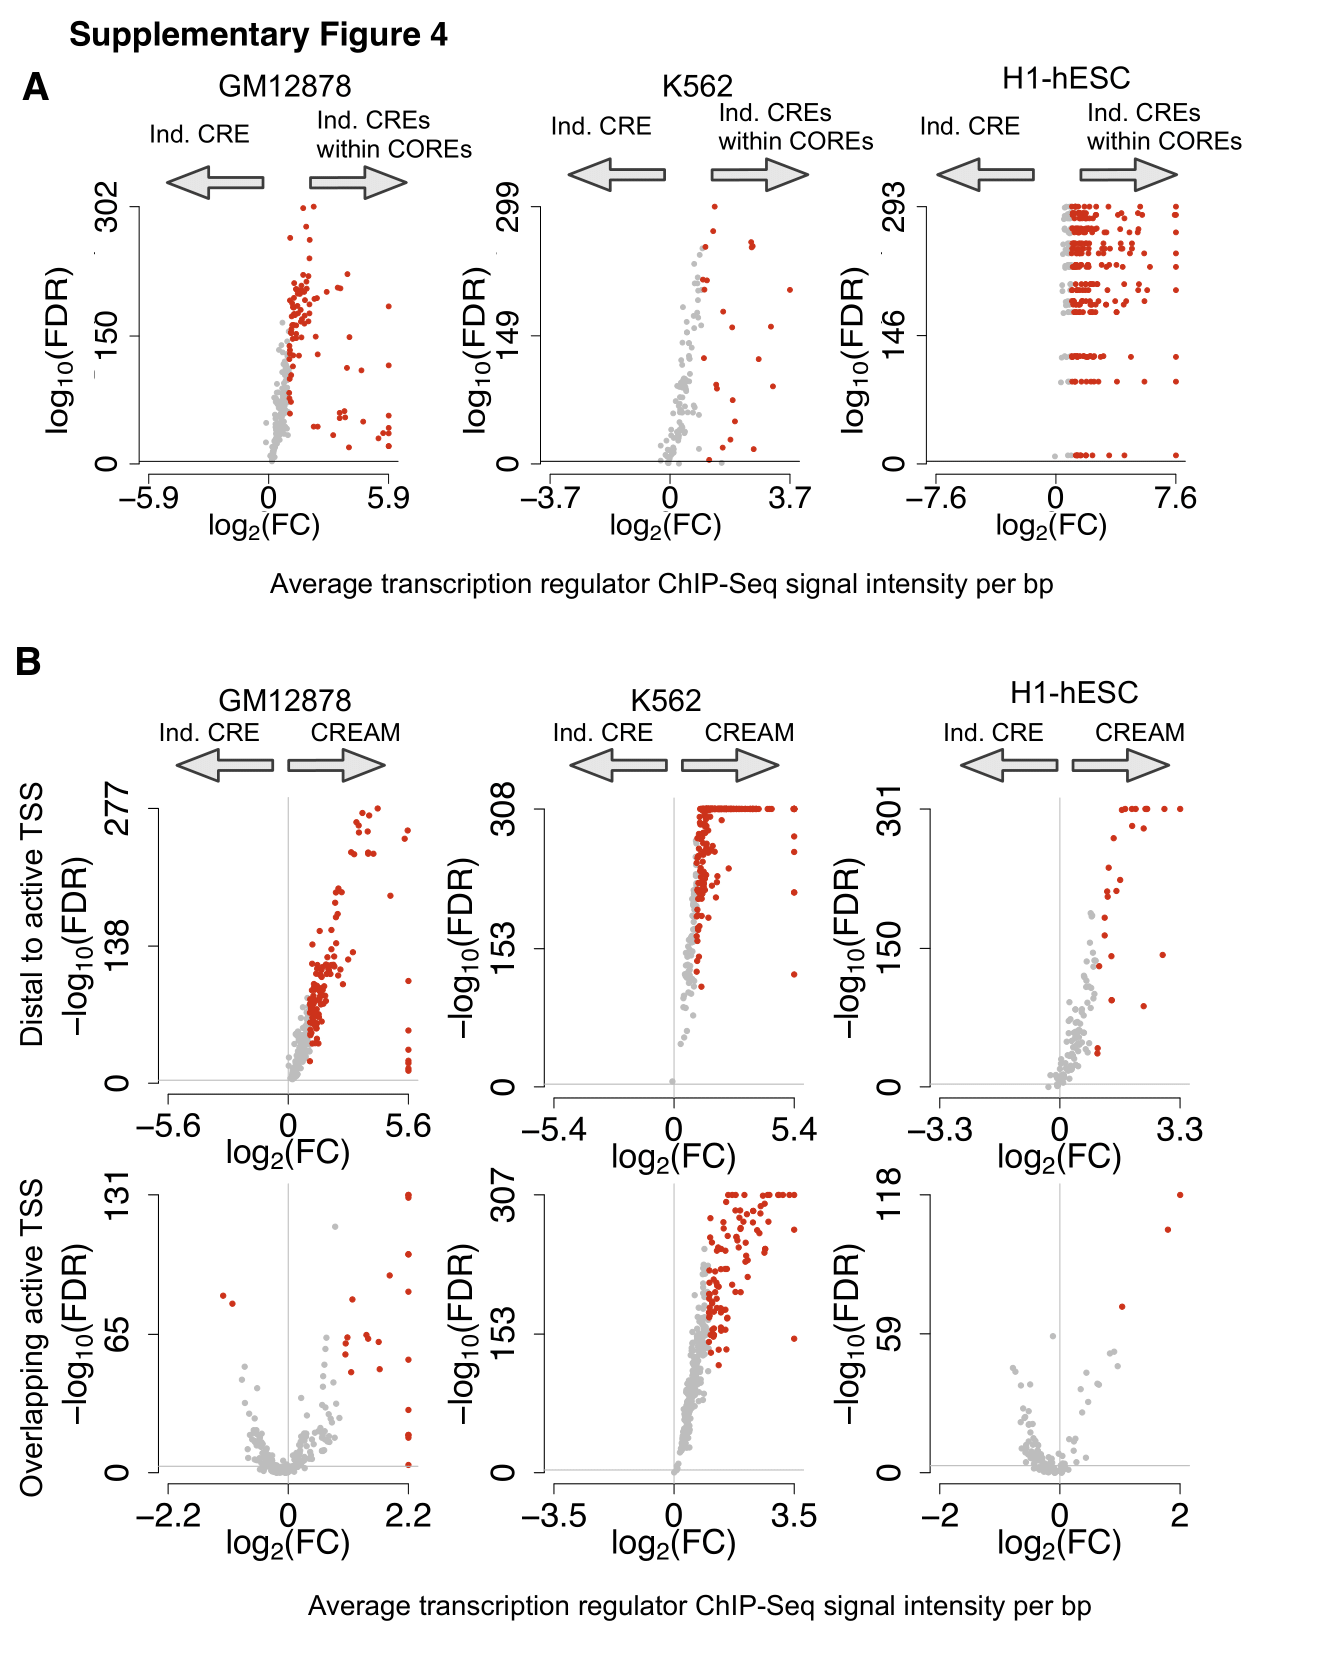 Supplementary Figure 4
A
GM12878
K562
H1-hESC
Ind. CRE
Ind. CREs
within COREs
Ind. CRE
Ind. CREs
within COREs
Ind. CRE
Ind. CREs
within COREs
log10(FDR)
302
150
0
−5.9
0
5.9
log2(FC)
log10(FDR)
299
149
0
−3.7
0
3.7
log2(FC)
log10(FDR)
293
146
0
−7.6
0
7.6
log2(FC)
Average transcription regulator ChIP-Seq signal intensity per bp
B
GM12878
K562
H1-hESC
Ind. CRE
CREAM
Ind. CRE
CREAM
Ind. CRE
CREAM
Distal to active TSS
−log10(FDR)
277
138
0
−5.6
0
5.6
log2(FC)
−log10(FDR)
308
153
0
−5.4
0
5.4
log2(FC)
−log10(FDR)
301
150
0
−3.3
0
3.3
log2(FC)
Overlapping active TSS
−log10(FDR)
131
65
0
−2.2
0
2.2
log2(FC)
−log10(FDR)
307
153
0
−3.5
0
3.5
log2(FC)
−log10(FDR)
118
59
0
−2
0
2
log2(FC)
Average transcription regulator ChIP-Seq signal intensity per bp